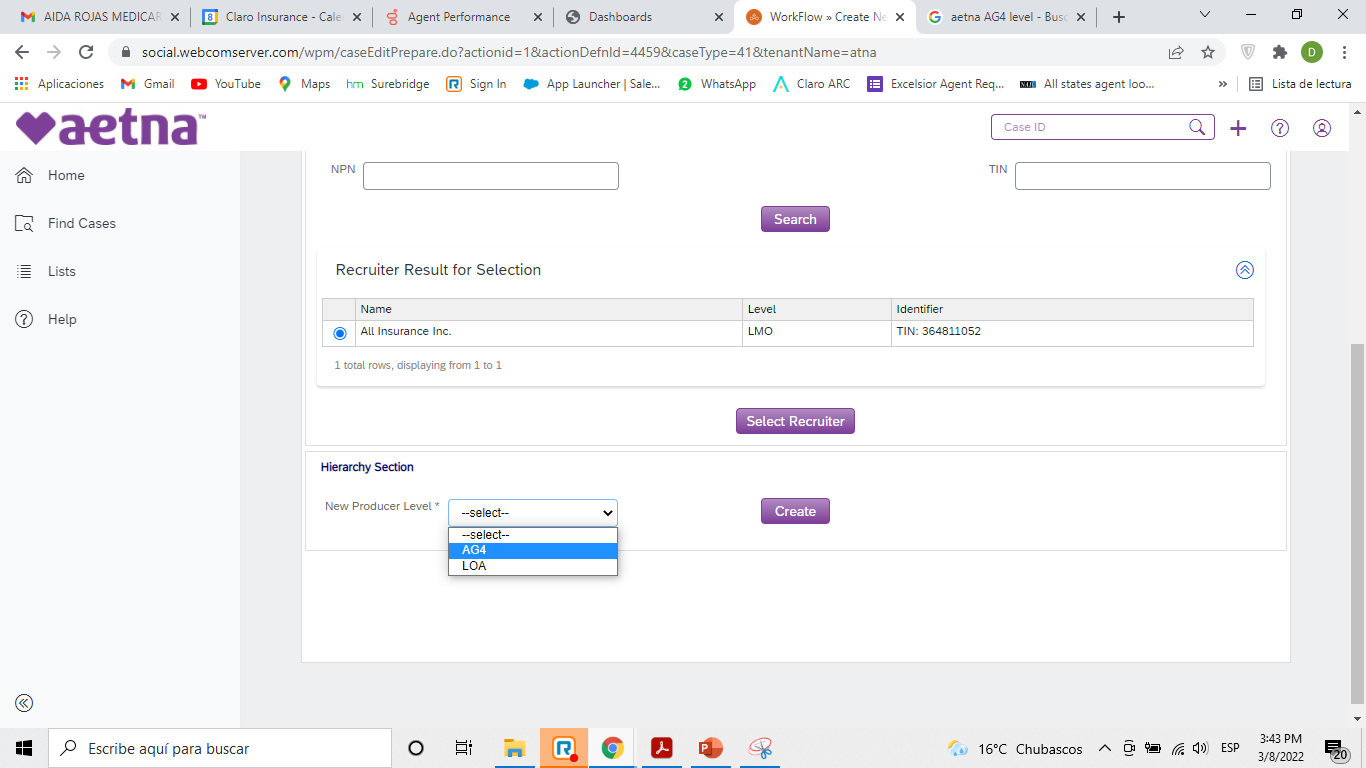 AIDA ROJAS MEDICAR
Claro Insurance - Cale
Agent Performance
Dashboards
WorkFlow » Create Ne
aetna AG4 level - Busc
social.webcomserver.com/wpm/caseEditPrepare.do?actionid=1&actionDefnId=4459&caseType=41&tenantName=atna
D
Aplicaciones
Gmail
YouTube
Maps
hm Surebridge
Sign In
App Launcher | Sale...
2 WhatsApp
Claro ARC
Excelsior Agent Req...
All states agent loo...
»
Lista de lectura
aetna™
Case ID
Home
Find Cases
Lists
Help
NPN
TIN
Search
Recruiter Result for Selection
Name Level Identifier
All Insurance Inc. LMO TIN: 364811052
1 total rows, displaying from 1 to 1
Select Recruiter
Hierarchy Section
New Producer Level *
--select--
Create
--select--
AG4
LOA
Escribe aquí para buscar
16°C Chubascos
ESP
3:43 PM
3/8/2022
20